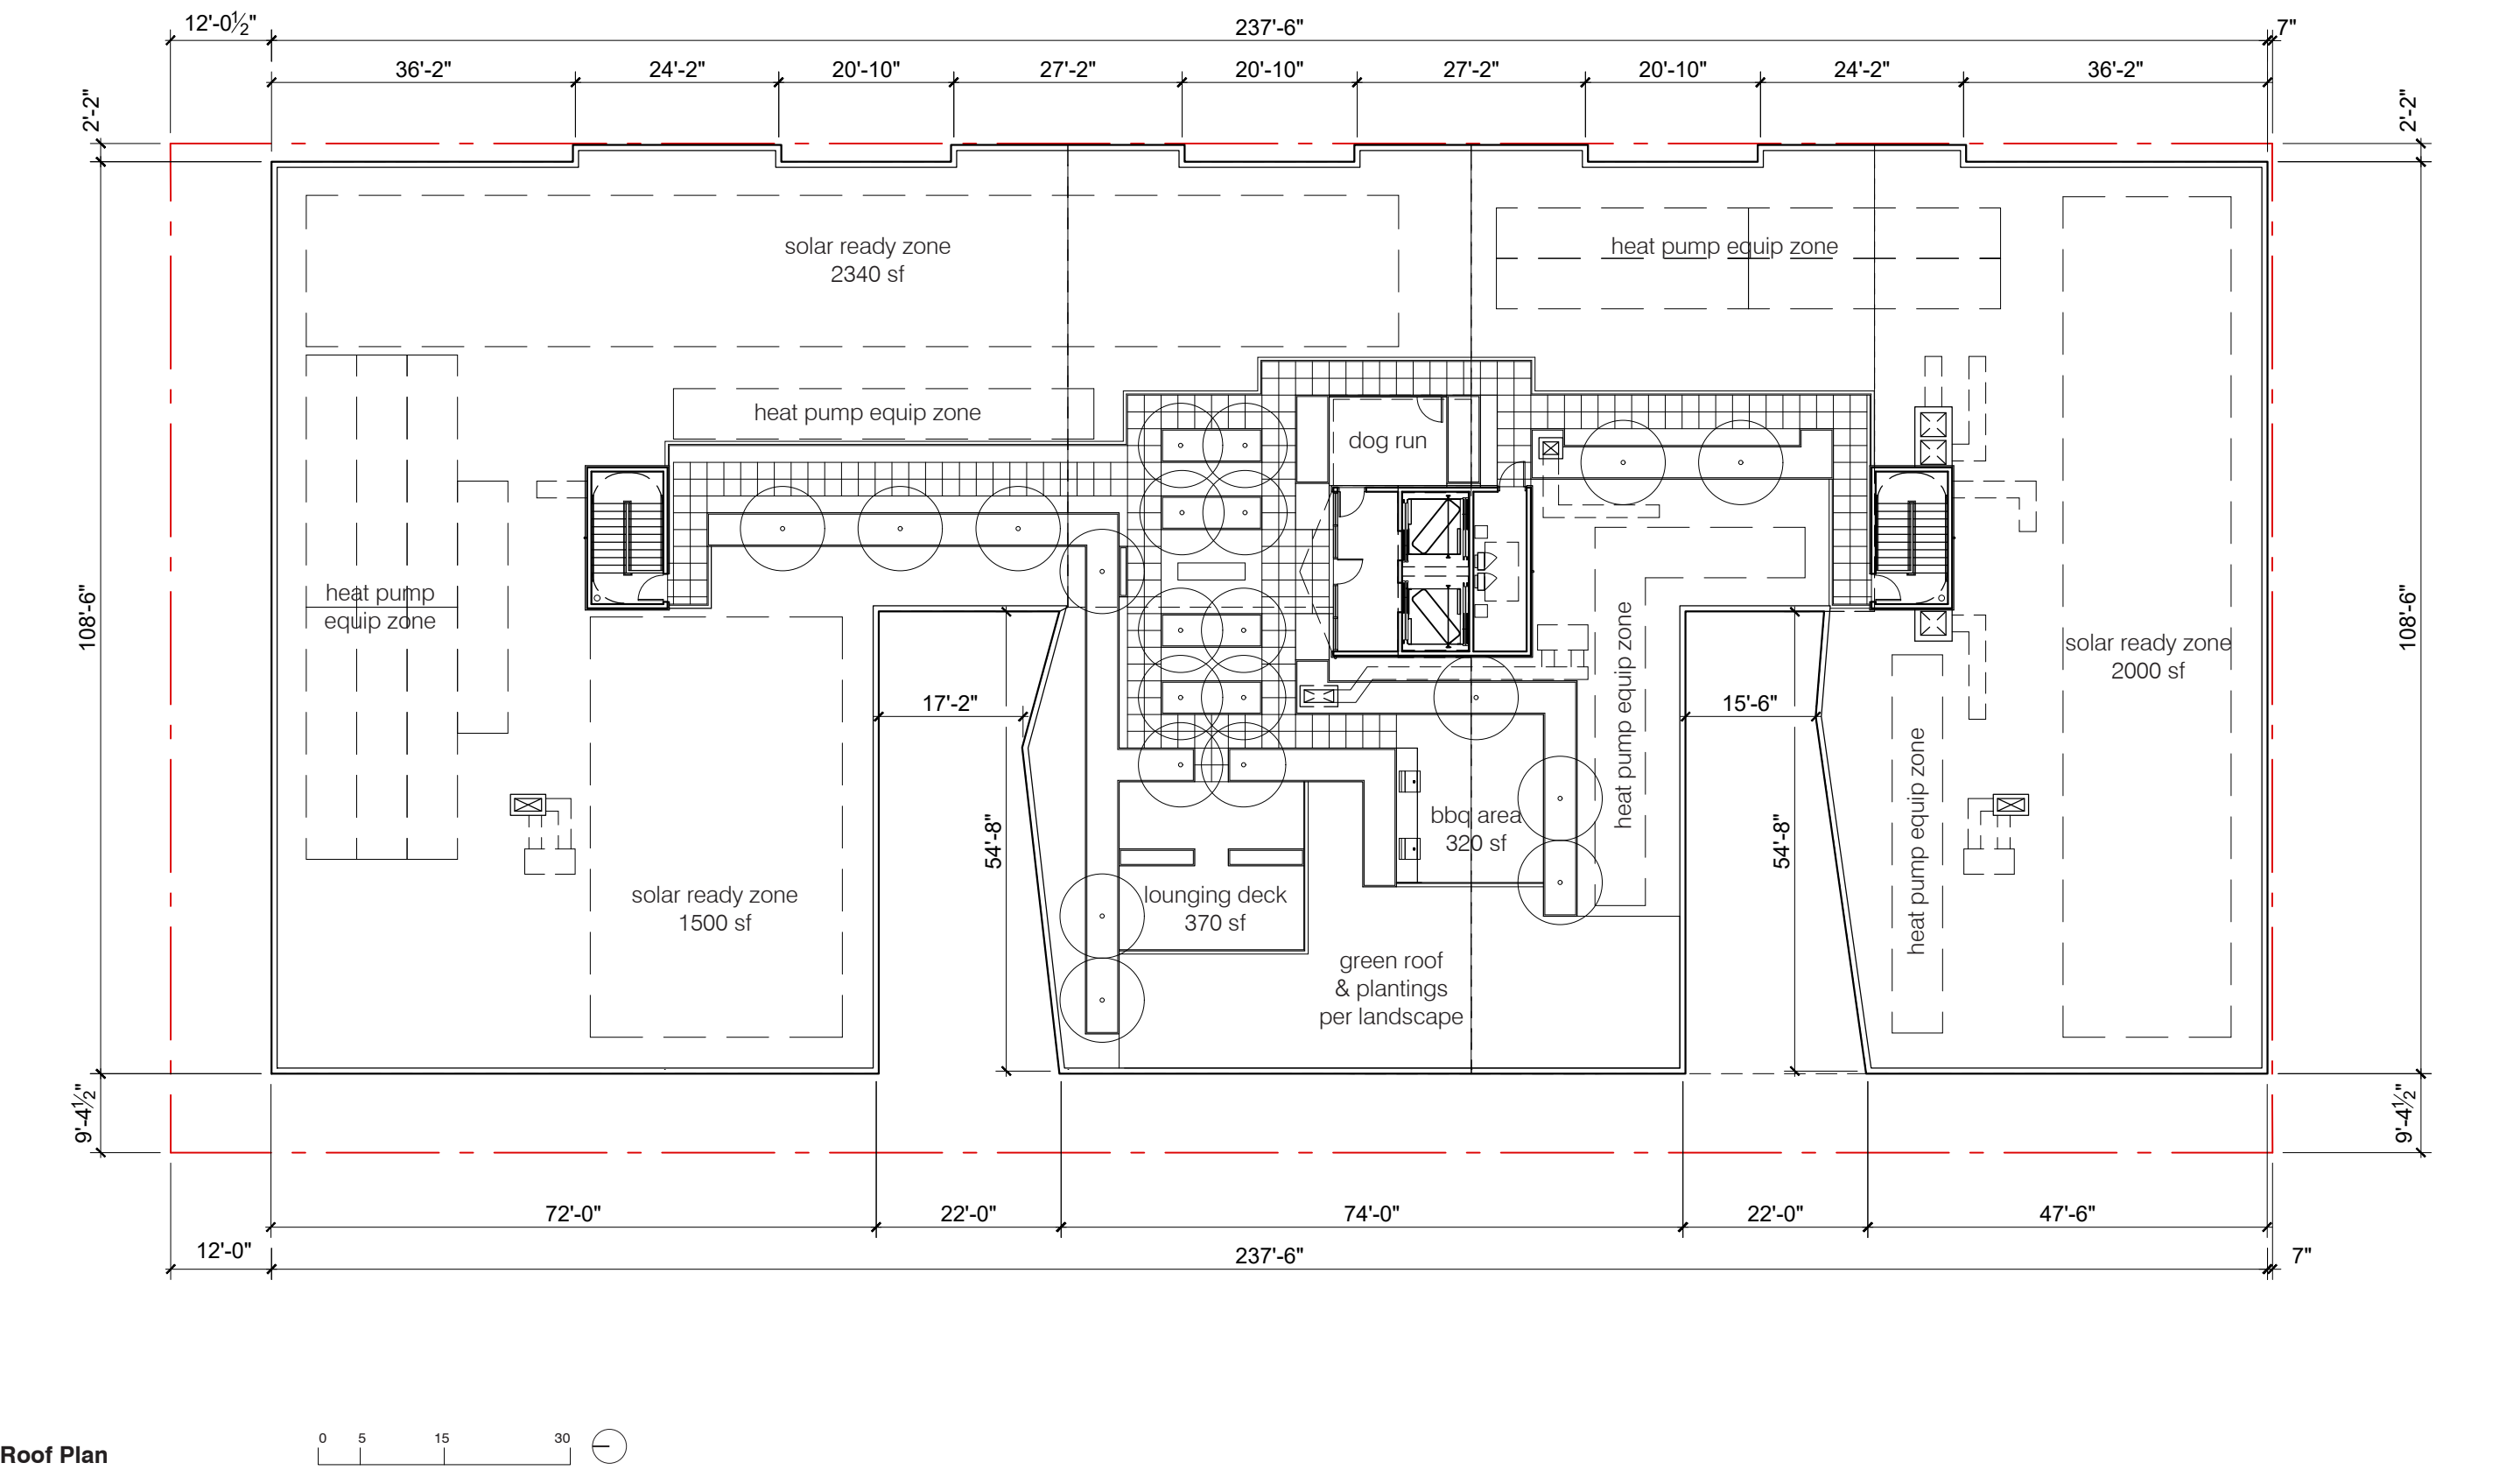 12'-0½"
237'-6"
7"
36'-2"
24'-2"
20'-10"
27'-2"
20'-10"
27'-2"
20'-10"
24'-2"
36'-2"
2'-2"
2'-2"
solar ready zone
2340 sf
heat pump equip zone
heat pump equip zone
dog run
heat pump
equip zone
108'-6"
108'-6"
solar ready zone
2000 sf
17'-2"
15'-6"
heat pump equip zone
heat pump equip zone
54'-8"
54'-8"
bbq area
320 sf
solar ready zone
1500 sf
lounging deck
370 sf
green roof
& plantings
per landscape
9'-4½"
9'-4½"
72'-0"
22'-0"
74'-0"
22'-0"
47'-6"
12'-0"
237'-6"
7"
Roof Plan
0 5 15 30